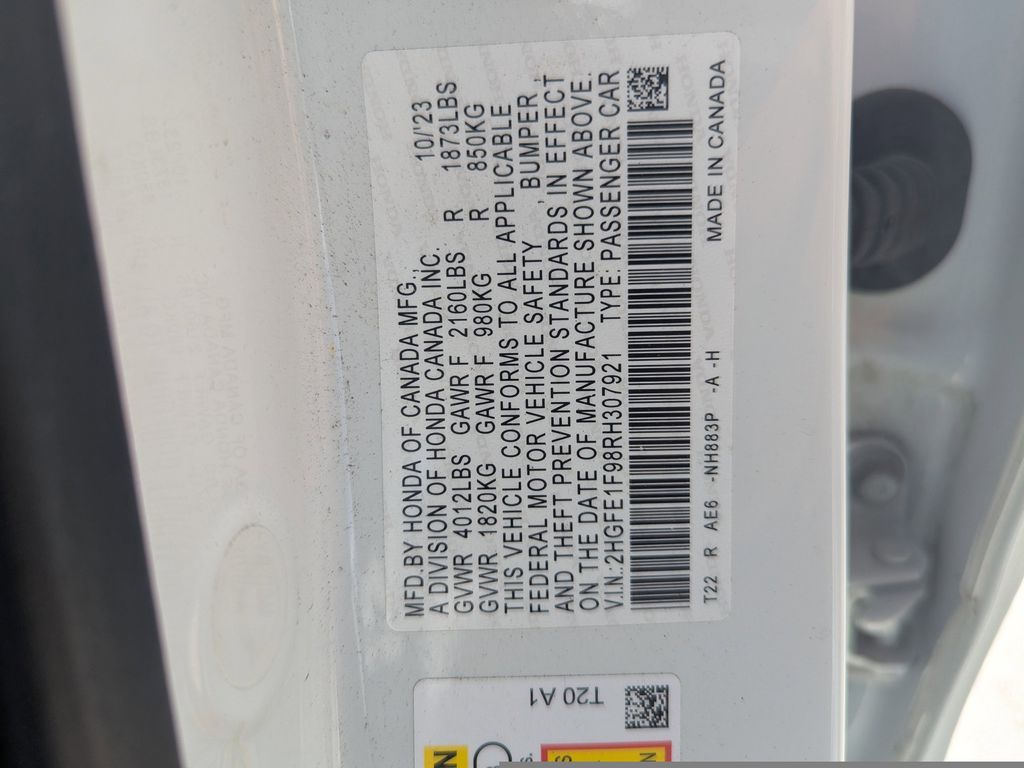 MFD.BY HONDA OF CANADA MFG., 10/'23
A DIVISION OF HONDA CANADA INC.
GVWR 4012LBS GAWR F 2160LBS R 1873LBS
GVWR 1820KG GAWR F 980KG R 850KG
THIS VEHICLE CONFORMS TO ALL APPLICABLE
FEDERAL MOTOR VEHICLE SAFETY , BUMPER ,
AND THEFT PREVENTION STANDARDS IN EFFECT
ON THE DATE OF MANUFACTURE SHOWN ABOVE.
V.I.N.:2HGFE1F98RH307921 TYPE: PASSENGER CAR
T22 R AE6 -NH883P -A -H MADE IN CANADA
T20 A1